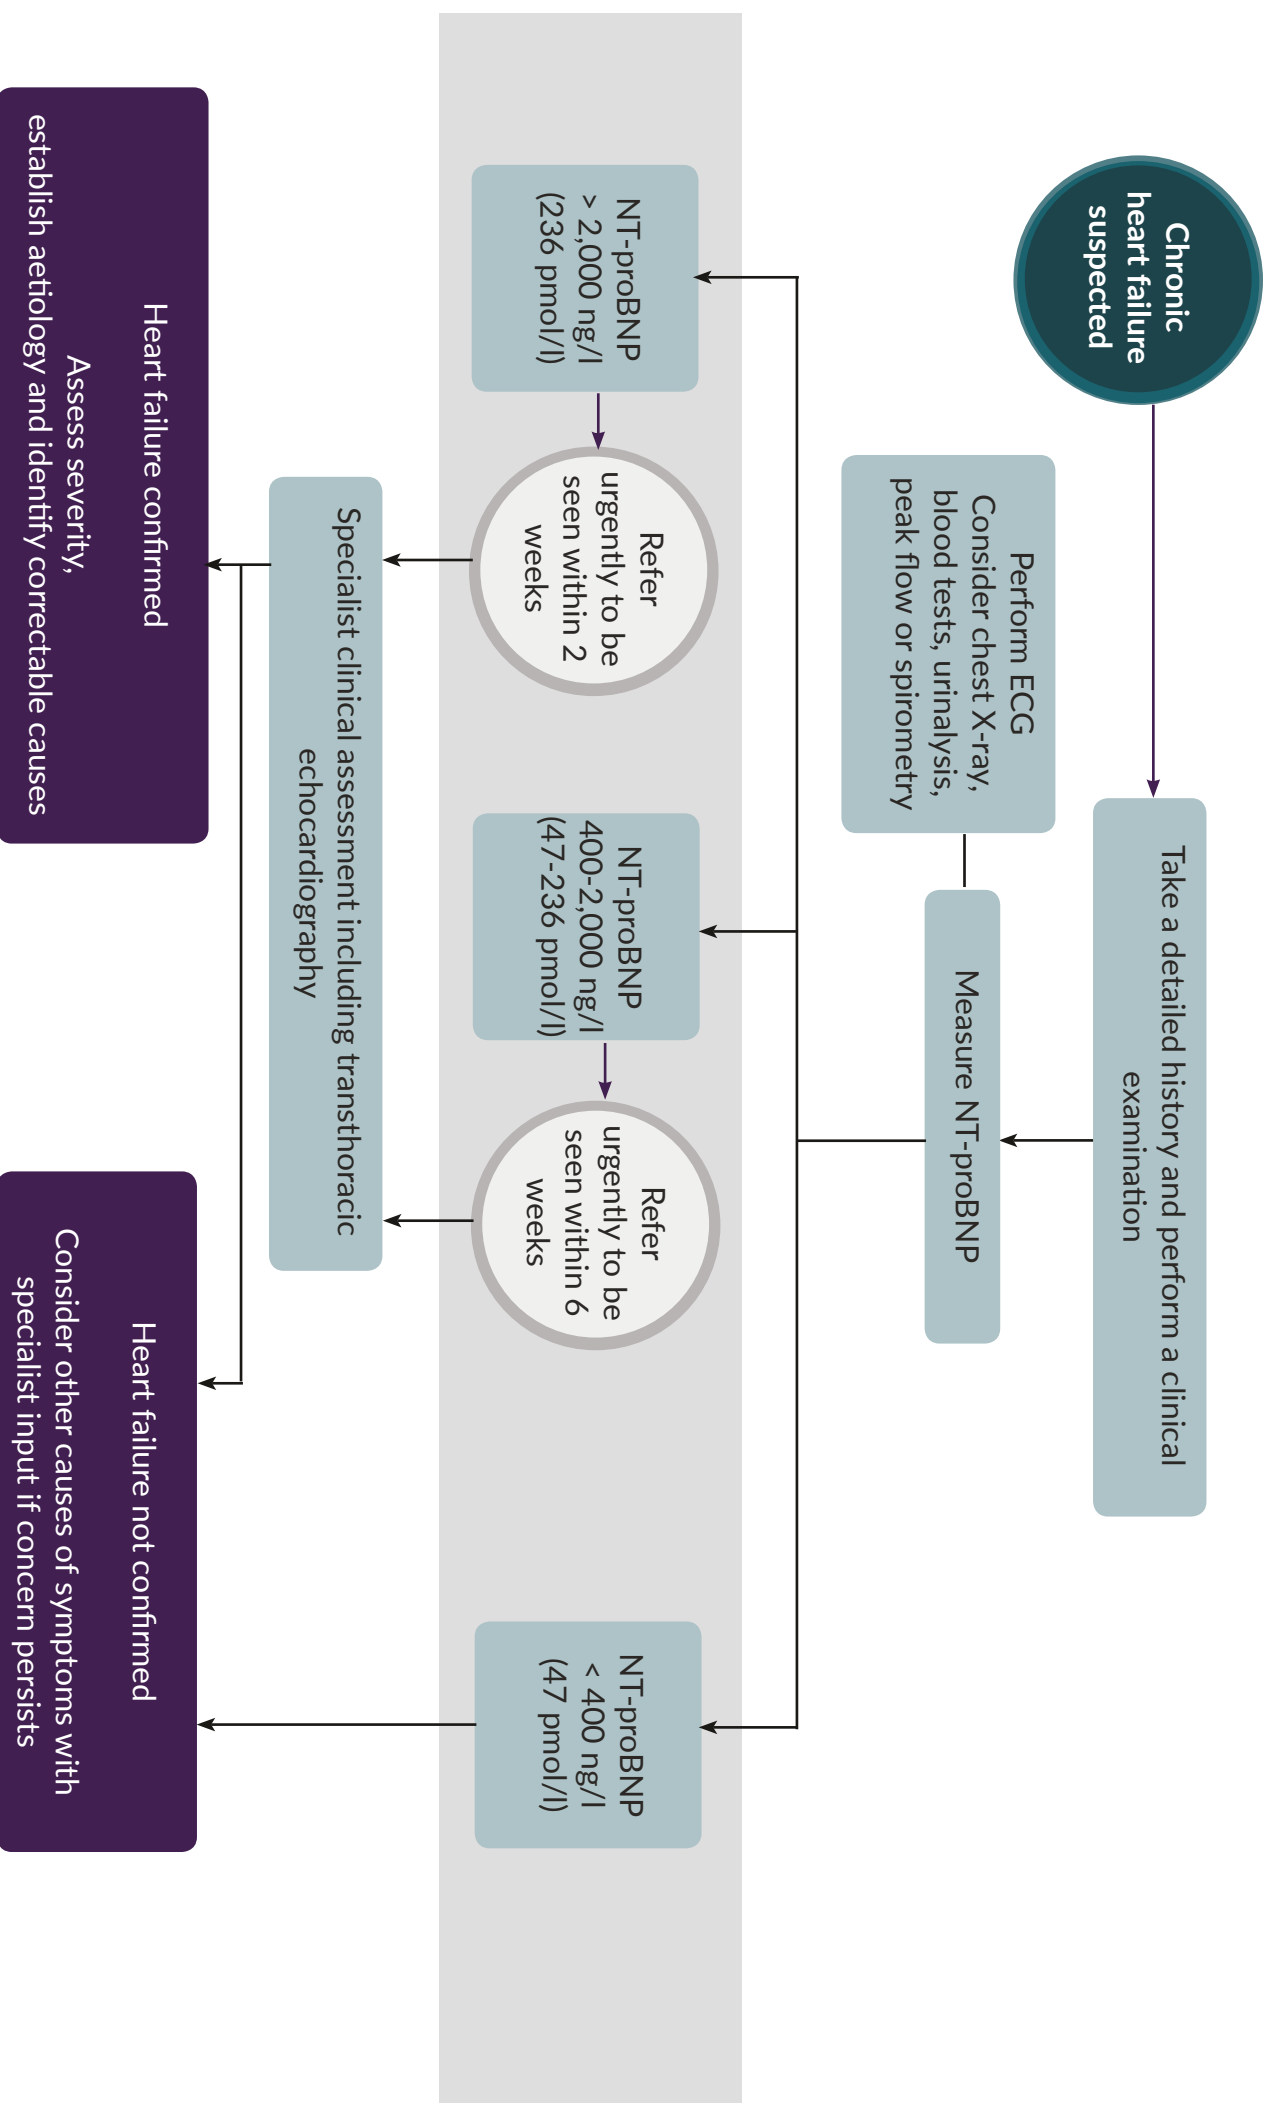 Chronic
heart failure
suspected
Take a detailed history and perform a clinical
examination
Perform ECG
Consider chest X-ray,
blood tests, urinalysis,
peak flow or spirometry
Measure NT-proBNP
NT-proBNP
> 2,000 ng/l
(236 pmol/l)
Refer
urgently to be
seen within 2
weeks
NT-proBNP
400-2,000 ng/l
(47-236 pmol/l)
Refer
urgently to be
seen within 6
weeks
NT-proBNP
< 400 ng/l
(47 pmol/l)
Specialist clinical assessment including transthoracic
echocardiography
Heart failure confirmed
Assess severity,
establish aetiology and identify correctable causes
Heart failure not confirmed
Consider other causes of symptoms with
specialist input if concern persists